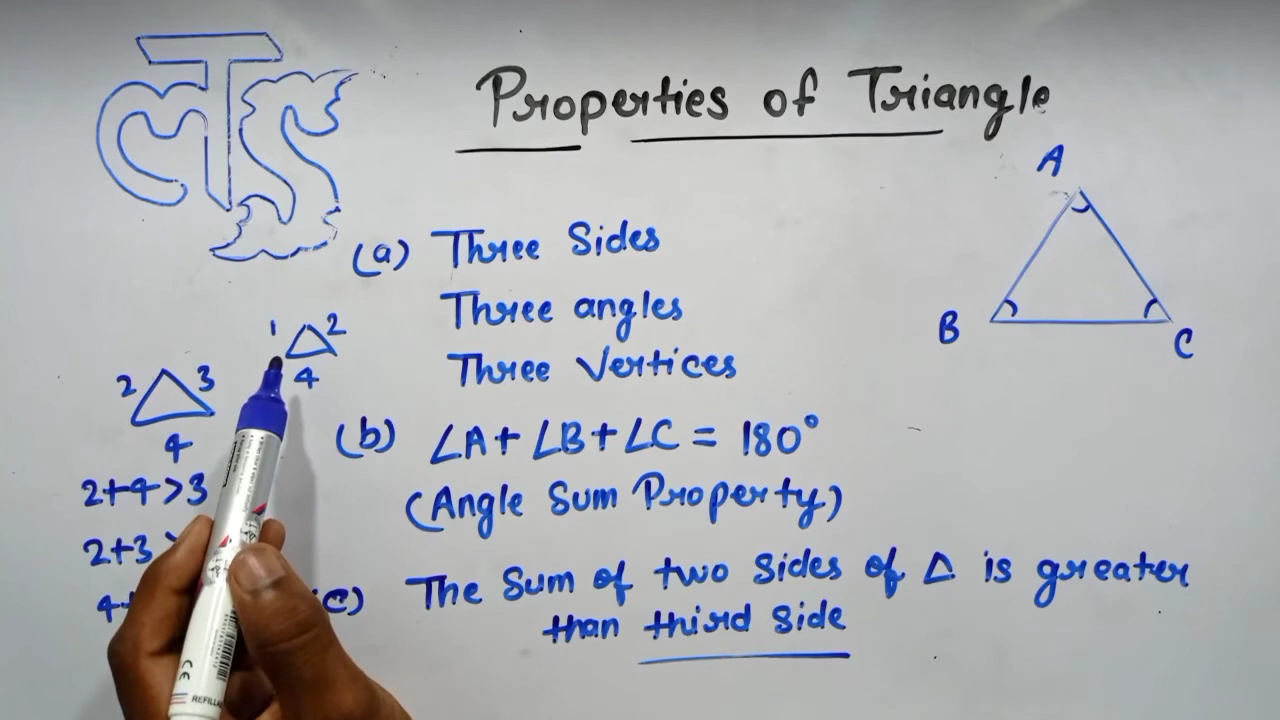 लाई
Properties of Triangle
A
B
C
(a) Three Sides
Three angles
Three Vertices
1 2
4
2 3
4
2+4>3
2+3
(b) ∠A+∠B+∠C = 180°
(Angle Sum Property)
C) The Sum of two Sides of Δ is greater
than third side
REFILL